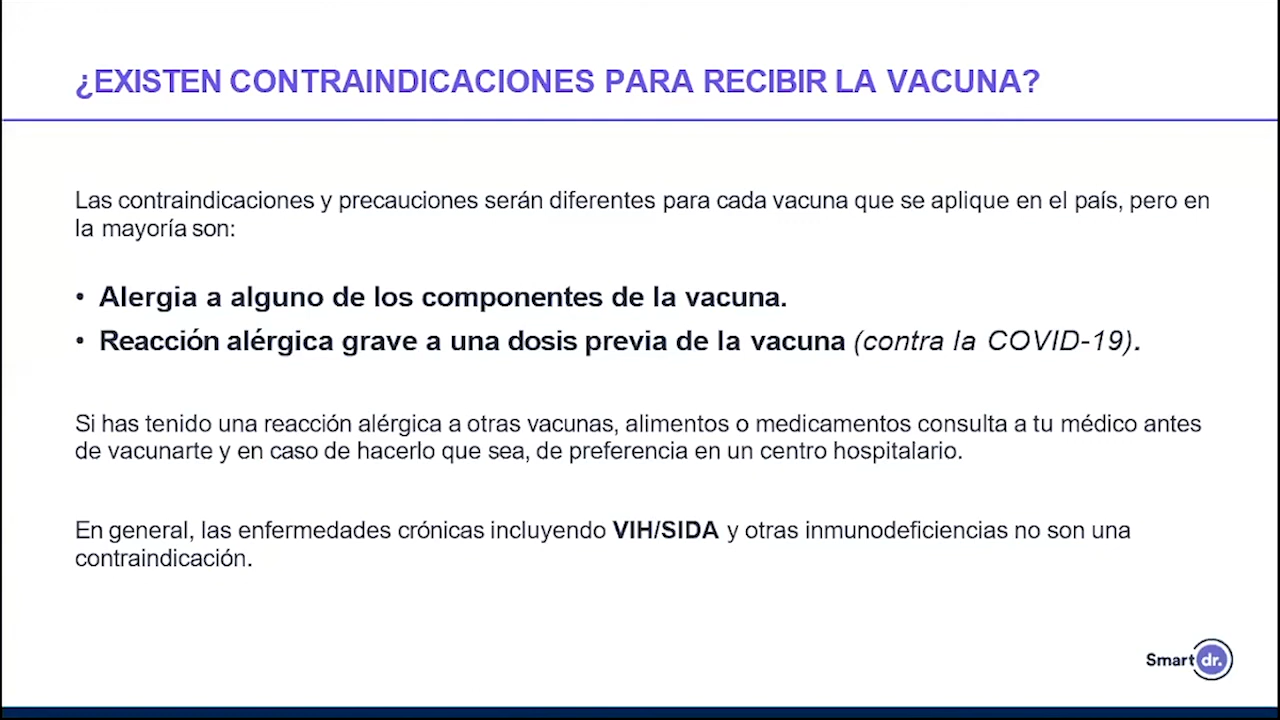 ¿EXISTEN CONTRAINDICACIONES PARA RECIBIR LA VACUNA?
Las contraindicaciones y precauciones serán diferentes para cada vacuna que se aplique en el país, pero en
la mayoría son:
• Alergia a alguno de los componentes de la vacuna.
• Reacción alérgica grave a una dosis previa de la vacuna (contra la COVID-19).
Si has tenido una reacción alérgica a otras vacunas, alimentos o medicamentos consulta a tu médico antes
de vacunarte y en caso de hacerlo que sea, de preferencia en un centro hospitalario.
En general, las enfermedades crónicas incluyendo VIH/SIDA y otras inmunodeficiencias no son una
contraindicación.
Smart dr.